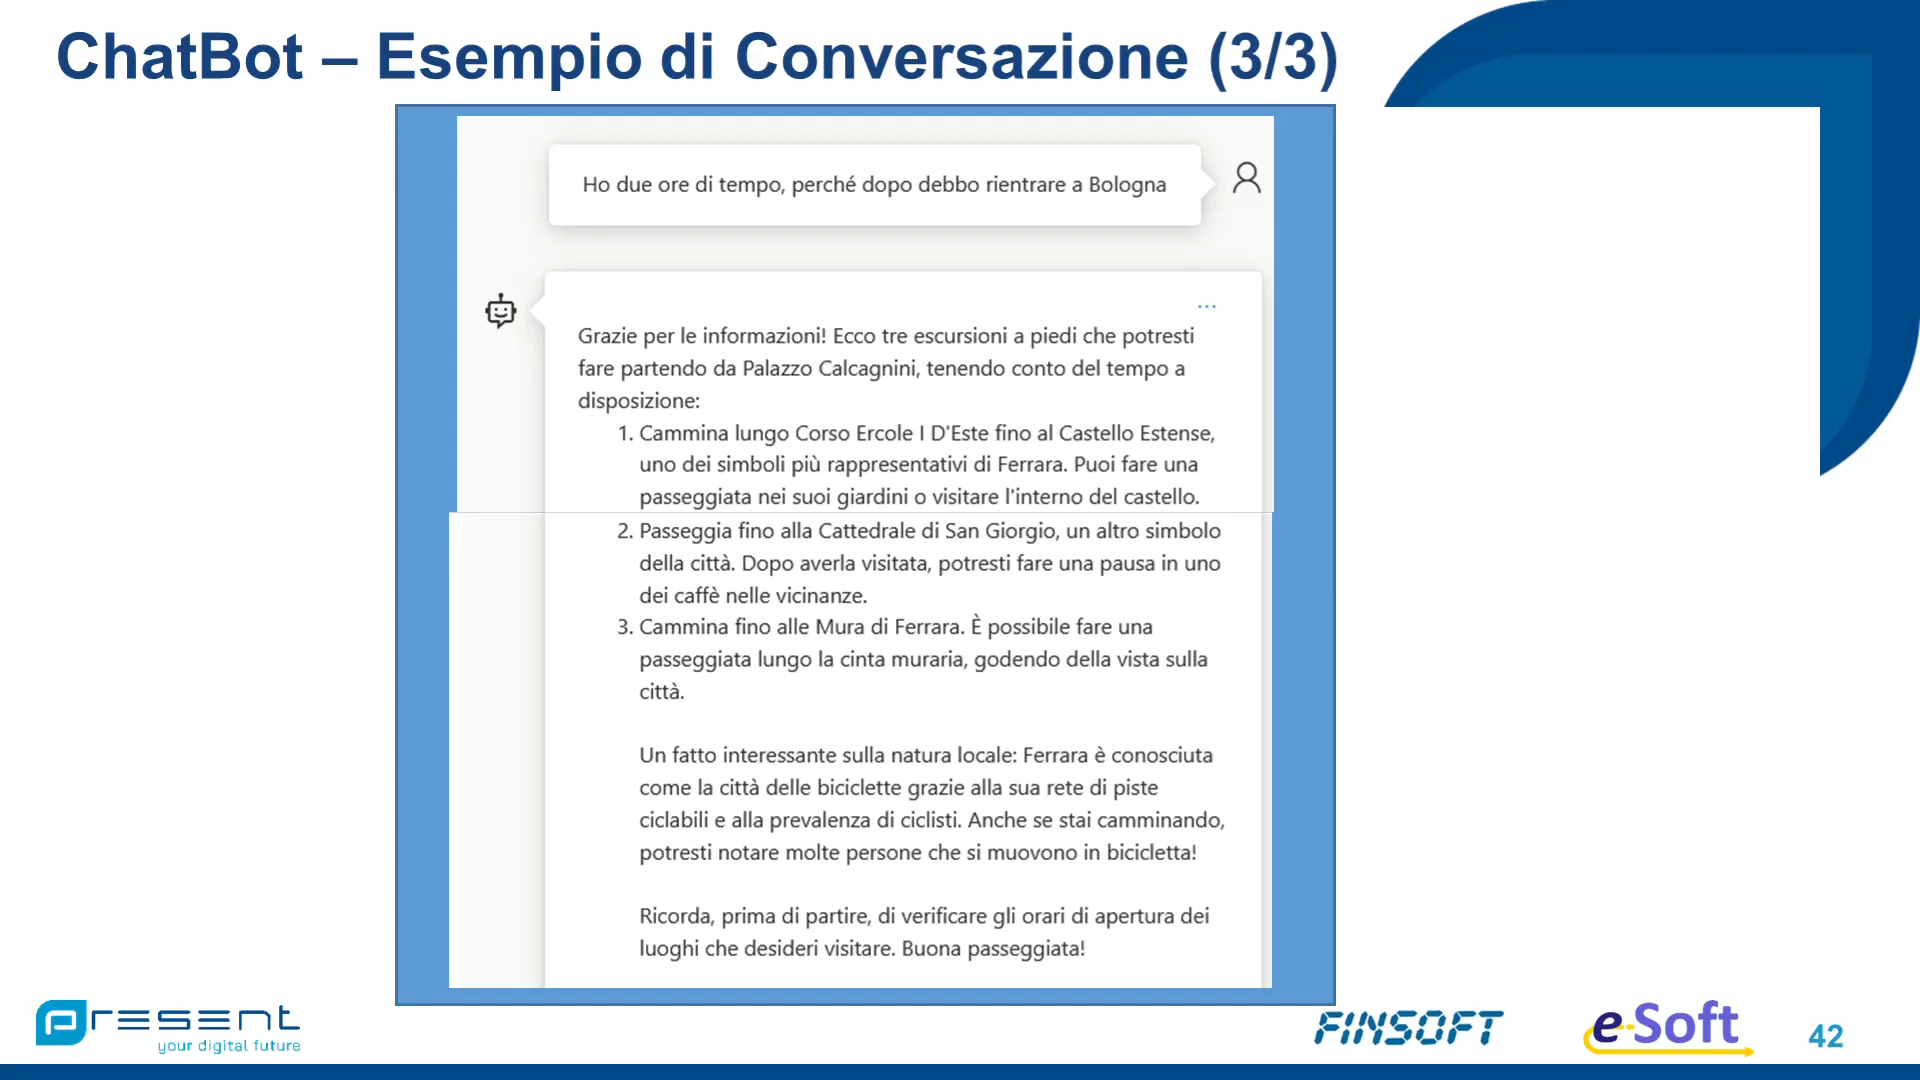 ChatBot – Esempio di Conversazione (3/3)
Ho due ore di tempo, perché dopo debbo rientrare a Bologna
...
Grazie per le informazioni! Ecco tre escursioni a piedi che potresti
fare partendo da Palazzo Calcagnini, tenendo conto del tempo a
disposizione:
1. Cammina lungo Corso Ercole I D'Este fino al Castello Estense,
uno dei simboli più rappresentativi di Ferrara. Puoi fare una
passeggiata nei suoi giardini o visitare l'interno del castello.
2. Passeggia fino alla Cattedrale di San Giorgio, un altro simbolo
della città. Dopo averla visitata, potresti fare una pausa in uno
dei caffè nelle vicinanze.
3. Cammina fino alle Mura di Ferrara. È possibile fare una
passeggiata lungo la cinta muraria, godendo della vista sulla
città.
Un fatto interessante sulla natura locale: Ferrara è conosciuta
come la città delle biciclette grazie alla sua rete di piste
ciclabili e alla prevalenza di ciclisti. Anche se stai camminando,
potresti notare molte persone che si muovono in bicicletta!
Ricorda, prima di partire, di verificare gli orari di apertura dei
luoghi che desideri visitare. Buona passeggiata!
Present
your digital future
FINSOFT
e-Soft
42